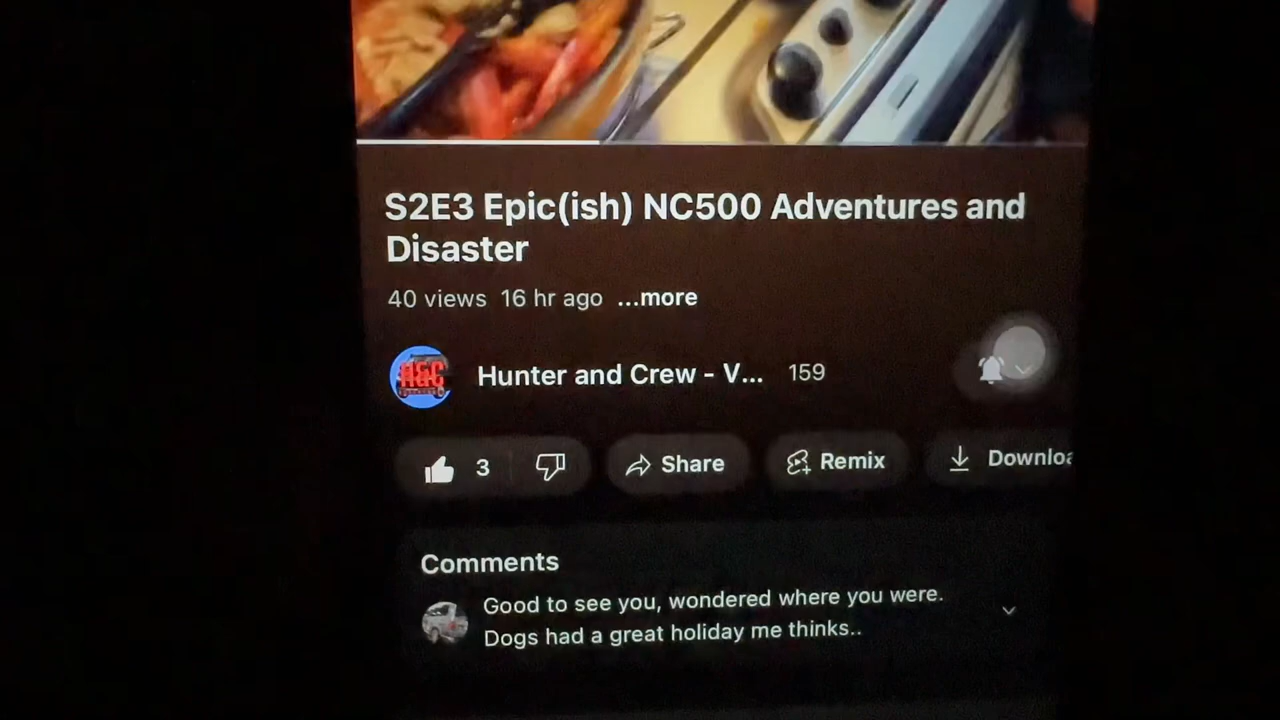 S2E3 Epic(ish) NC500 Adventures and
Disaster
40 views 16 hr ago ...more
H&C
Hunter and Crew - V... 159
3 Share Remix Downloa
Comments
Good to see you, wondered where you were.
Dogs had a great holiday me thinks..